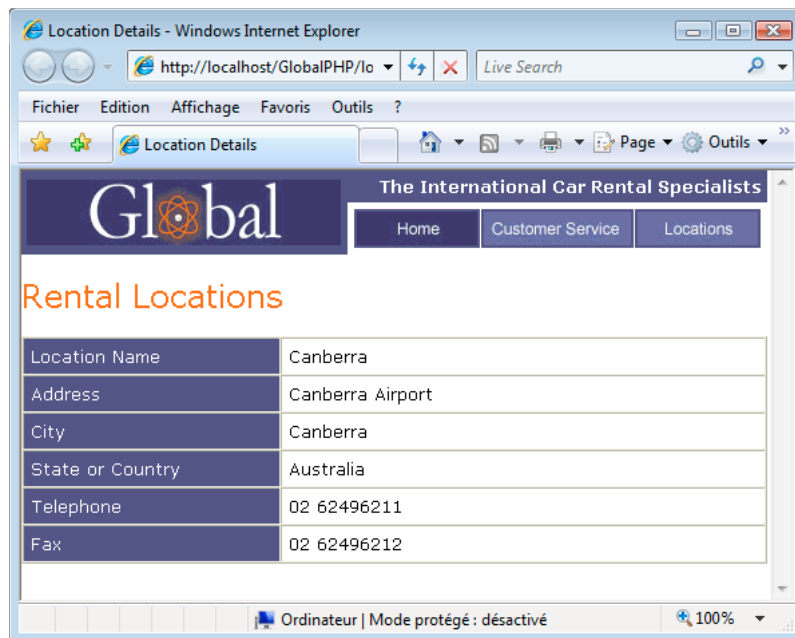 Location Details - Windows Internet Explorer
http://localhost/GlobalPHP/lo
Live Search
Fichier Edition Affichage Favoris Outils ?
Location Details
Page
Outils
Global
The International Car Rental Specialists
Home Customer Service Locations
Rental Locations
Location Name Canberra
Address Canberra Airport
City Canberra
State or Country Australia
Telephone 02 62496211
Fax 02 62496212
Ordinateur | Mode protégé : désactivé 100%